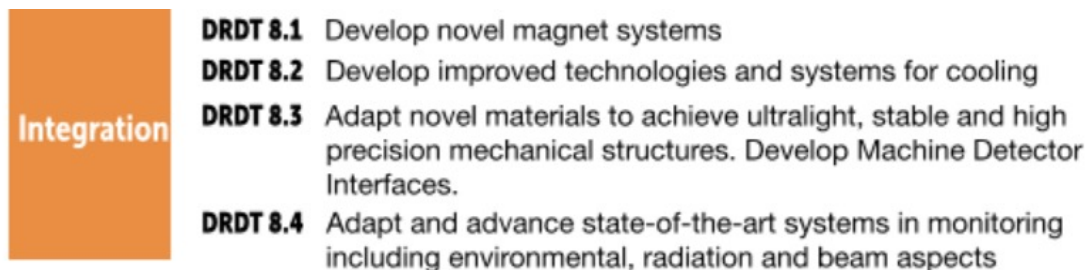 Integration
DRDT 8.1 Develop novel magnet systems
DRDT 8.2 Develop improved technologies and systems for cooling
DRDT 8.3 Adapt novel materials to achieve ultralight, stable and high
precision mechanical structures. Develop Machine Detector
Interfaces.
DRDT 8.4 Adapt and advance state-of-the-art systems in monitoring
including environmental, radiation and beam aspects